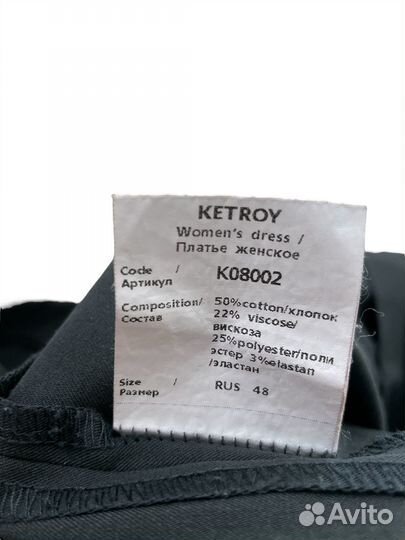 KETROY
Women's dress /
Платье женское
Code / K08002
Артикул
Composition/ 50%cotton/хлопок
Состав 22% viscose/
вискоза
25%polyester/поли
эстер 3%elastan
/эластан
Size / RUS 48
Размер
Avito